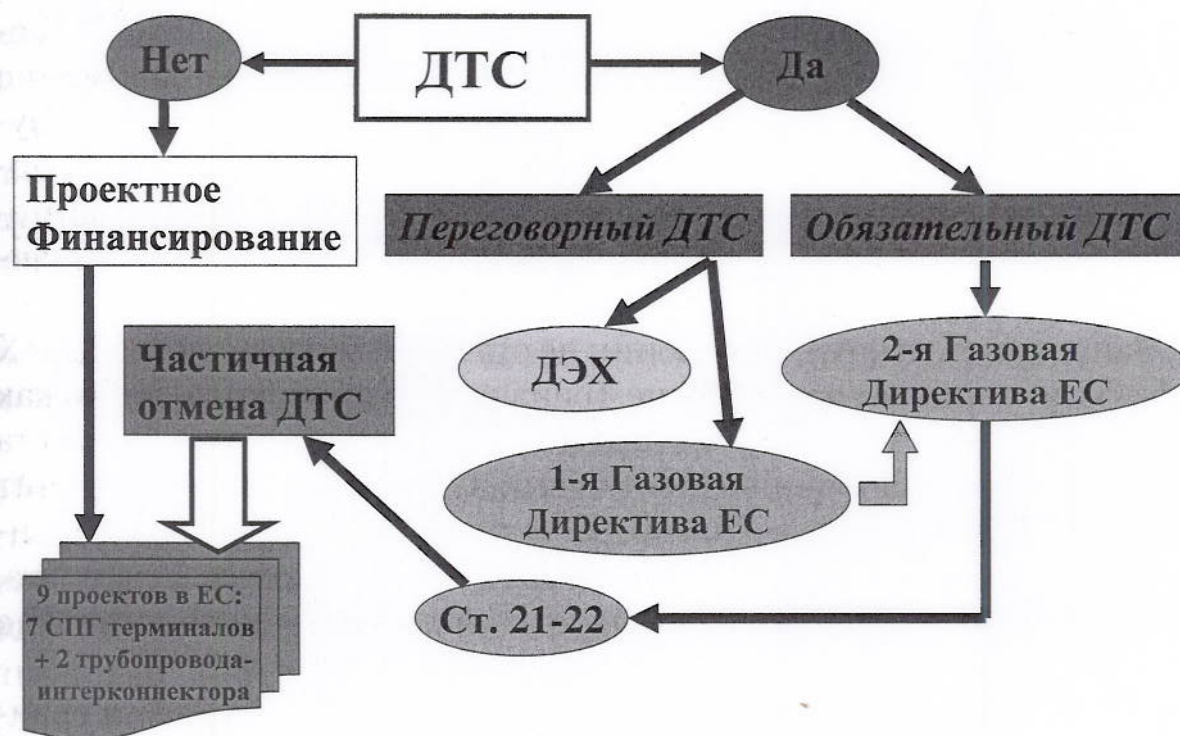 Нет
ДТС
Да
Проектное
Финансирование
Переговорный ДТС
Обязательный ДТС
Частичная
отмена ДТС
ДЭХ
2-я Газовая
Директива ЕС
1-я Газовая
Директива ЕС
Ст. 21-22
9 проектов в ЕС:
7 СПГ терминалов
+ 2 трубопровода-
интерконнектора